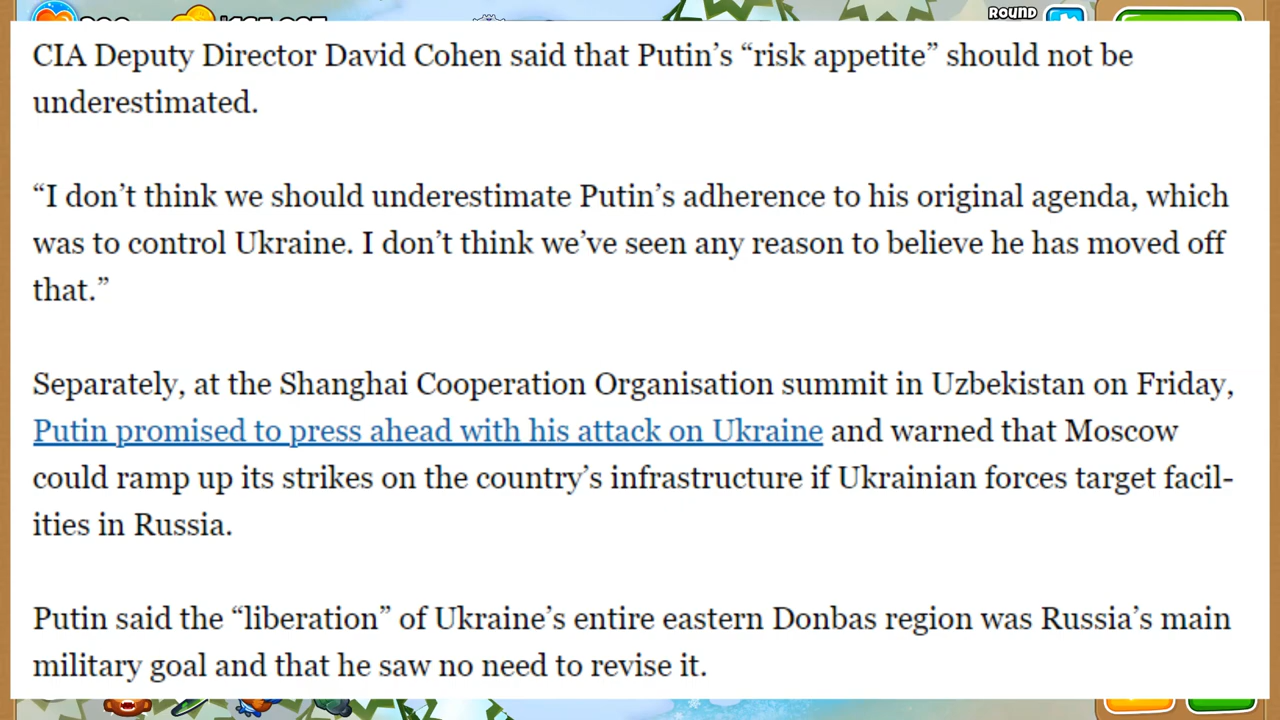 ROUND
CIA Deputy Director David Cohen said that Putin’s “risk appetite” should not be
underestimated.
“I don’t think we should underestimate Putin’s adherence to his original agenda, which
was to control Ukraine. I don’t think we’ve seen any reason to believe he has moved off
that.”
Separately, at the Shanghai Cooperation Organisation summit in Uzbekistan on Friday,
Putin promised to press ahead with his attack on Ukraine and warned that Moscow
could ramp up its strikes on the country’s infrastructure if Ukrainian forces target facil-
ities in Russia.
Putin said the “liberation” of Ukraine’s entire eastern Donbas region was Russia’s main
military goal and that he saw no need to revise it.